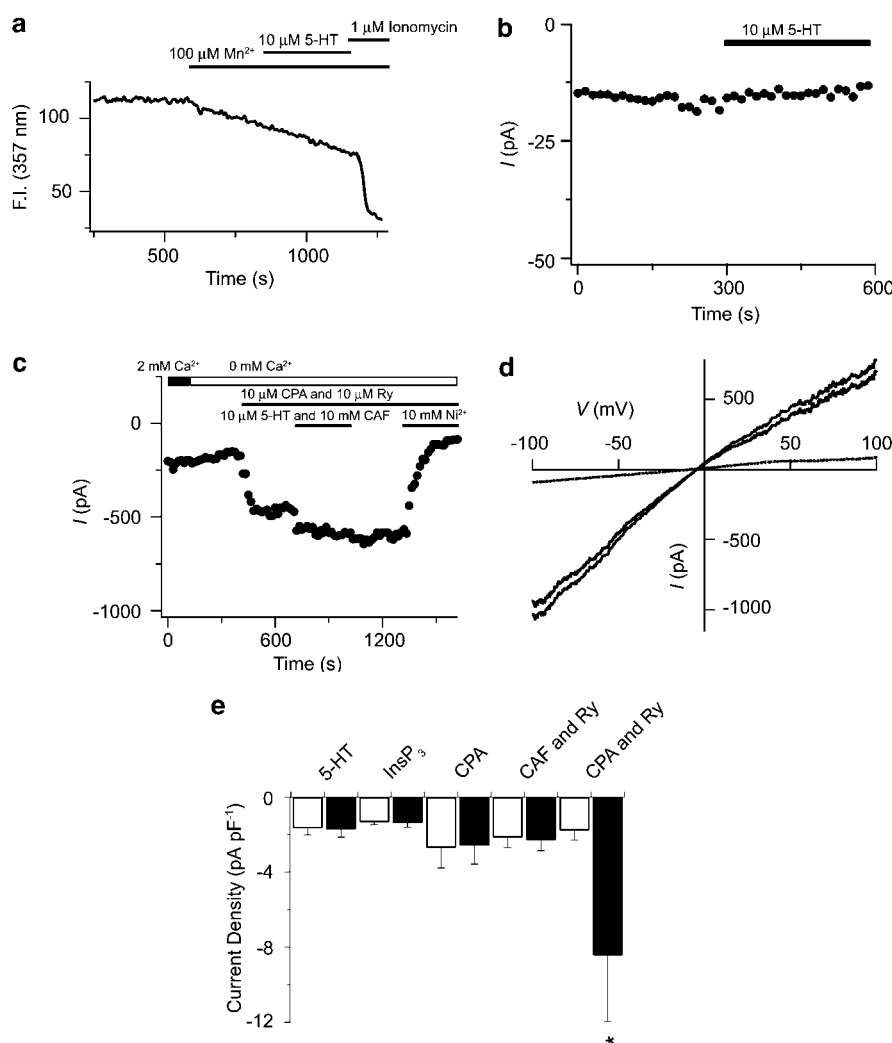 a
1 µM Ionomycin
10 µM 5-HT
100 µM Mn²⁺
F.I. (357 nm)
100
50
500
1000
Time (s)
b
10 µM 5-HT
0
-25
-50
I (pA)
0
300
600
Time (s)
c
2 mM Ca²⁺
0 mM Ca²⁺
10 µM CPA and 10 µM Ry
10 µM 5-HT and 10 mM CAF
10 mM Ni²⁺
0
-500
-1000
I (pA)
0
600
1200
Time (s)
d
500
V (mV)
-100
-50
50
100
-500
-1000
I (pA)
e
5-HT
InsP₃
CPA
CAF and Ry
CPA and Ry
0
-4
-8
-12
Current Density (pA pF⁻¹)
*